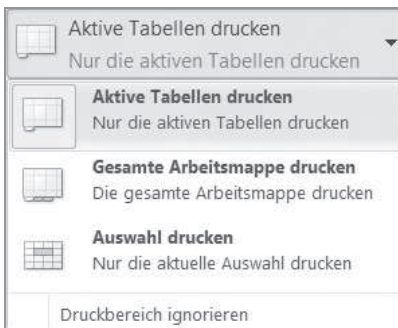 Aktive Tabellen drucken
Nur die aktiven Tabellen drucken
Aktive Tabellen drucken
Nur die aktiven Tabellen drucken
Gesamte Arbeitsmappe drucken
Die gesamte Arbeitsmappe drucken
Auswahl drucken
Nur die aktuelle Auswahl drucken
Druckbereich ignorieren